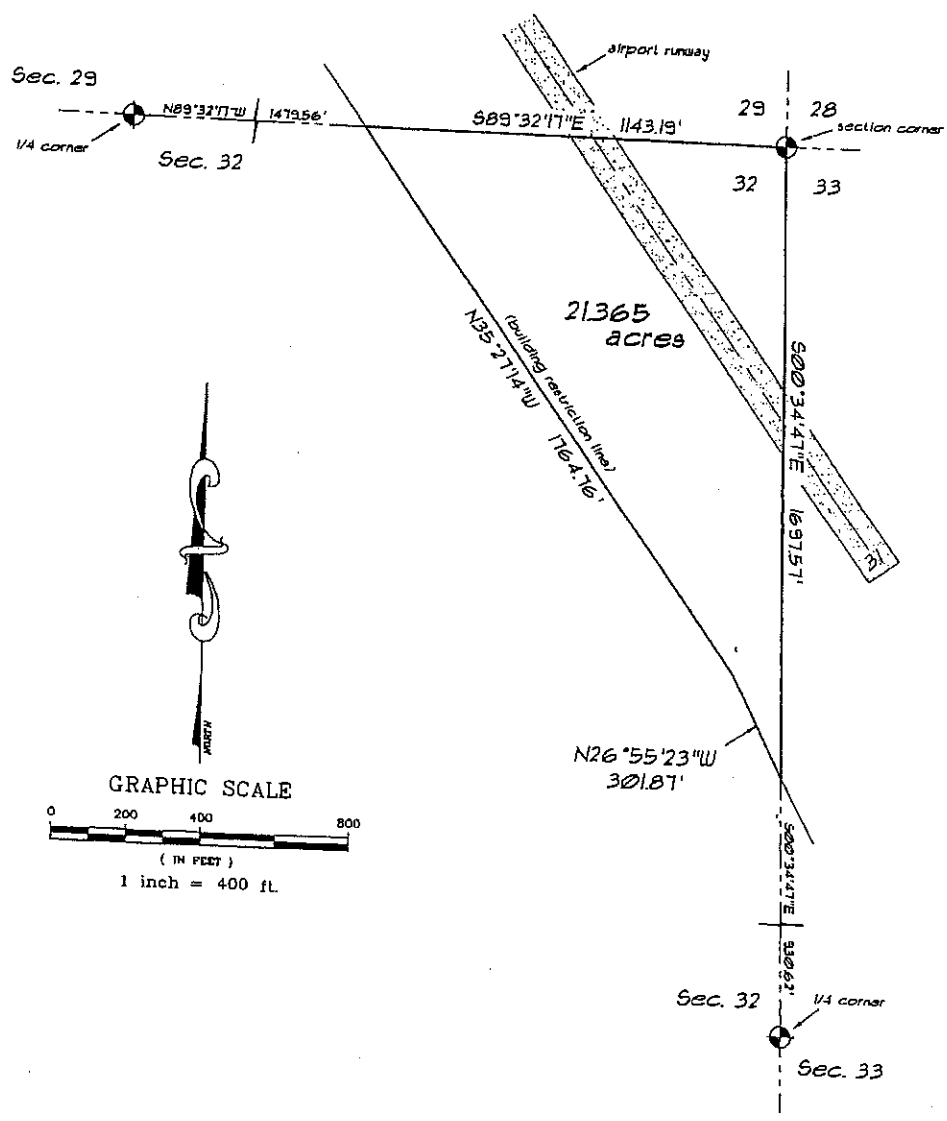 airport runway
Sec. 29
N89°32'17"W 1479.56'
S89°32'17"E 1143.19'
29 28
section corner
1/4 corner
Sec. 32
32 33
21.365
acres
(building restriction line)
N35°27'14"W 1764.76'
S00°34'47"E 1697.57'
31
NORTH
N26°55'23"W
301.87'
GRAPHIC SCALE
0 200 400 800
( IN FEET )
1 inch = 400 ft.
S00°34'47"E 930.62'
Sec. 32
1/4 corner
Sec. 33